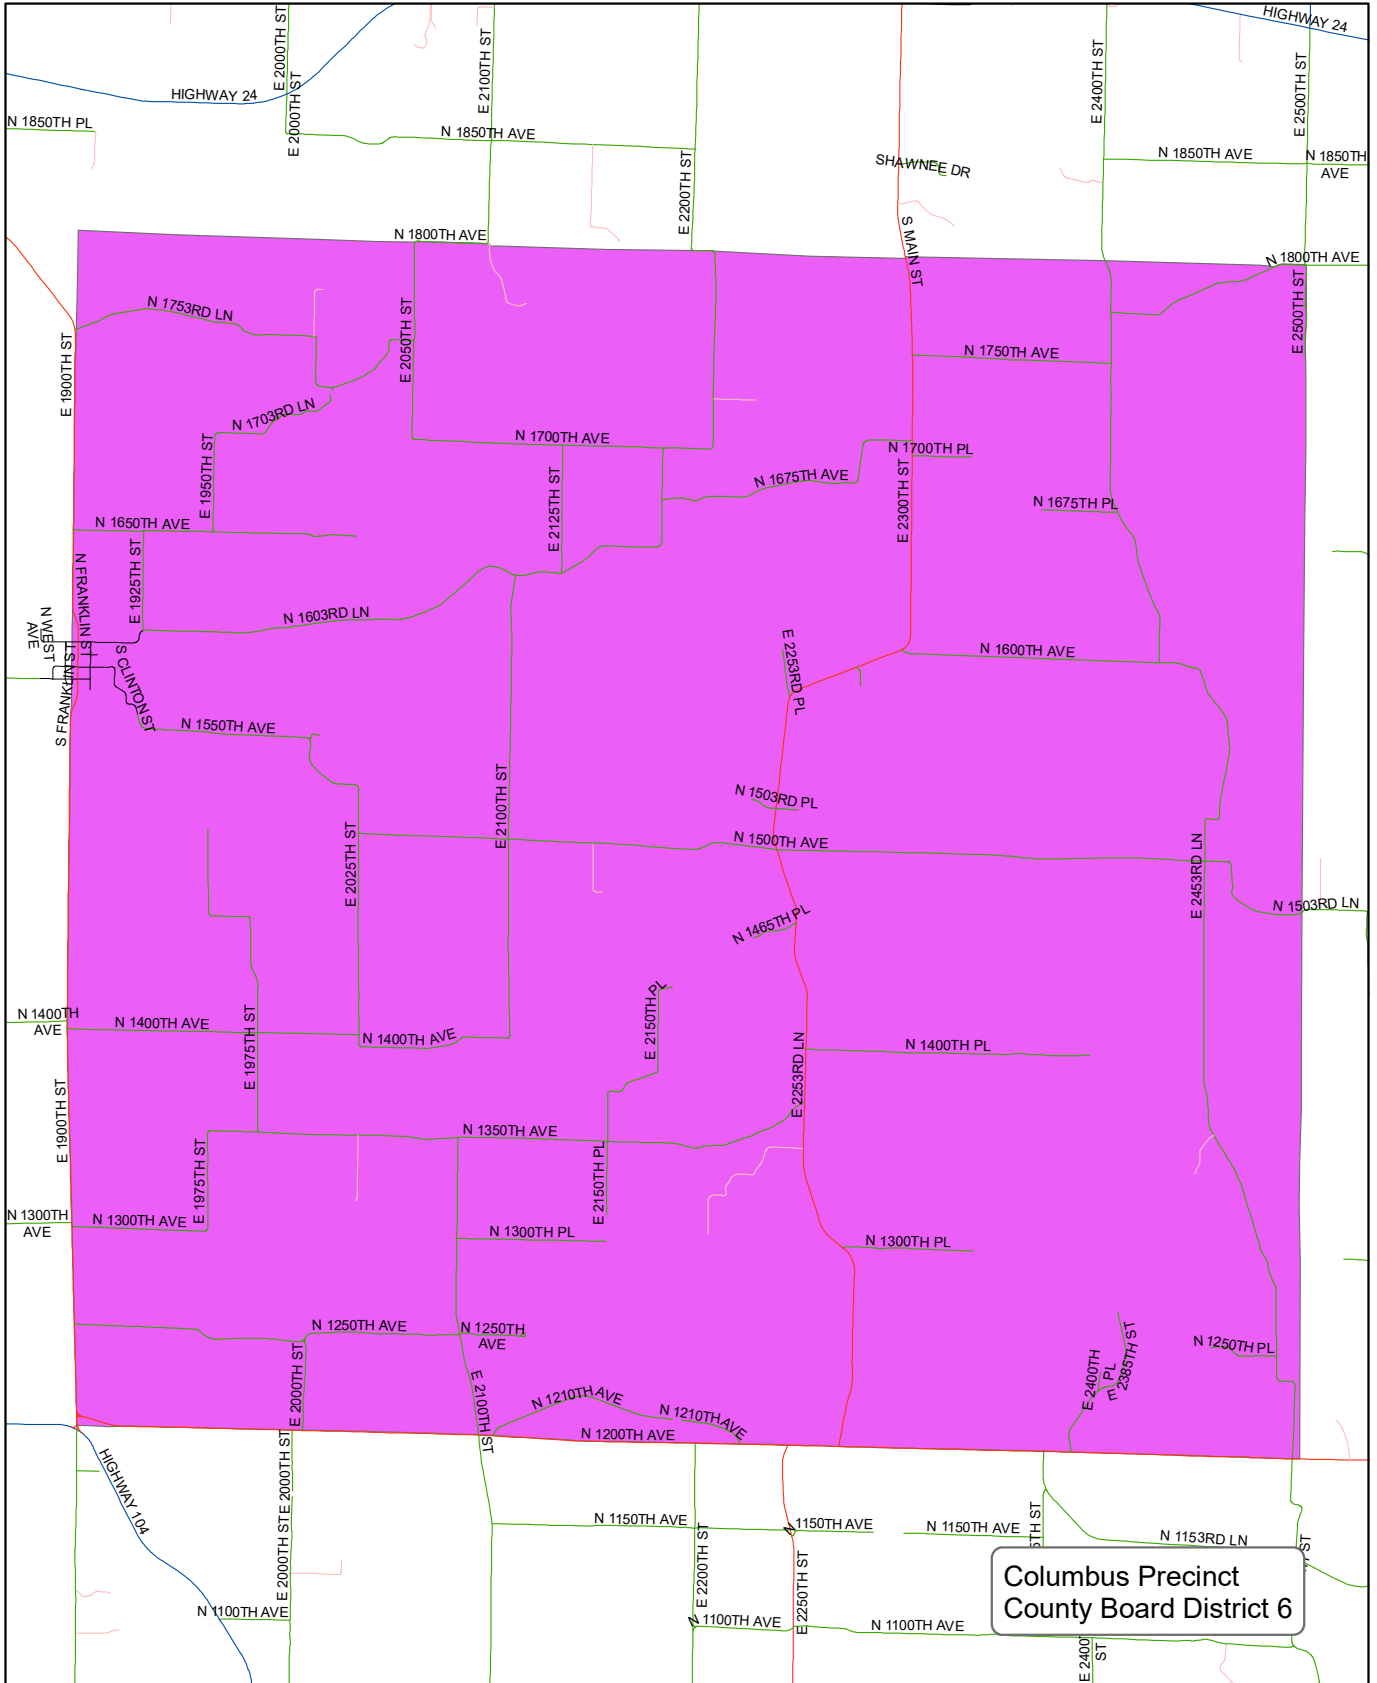 HIGHWAY 24
E 2000TH ST
E 2100TH ST
HIGHWAY 24
E 2400TH ST
E 2500TH ST
N 1850TH PL
E 2000TH ST
N 1850TH AVE
E 2200TH ST
SHAWNEE DR
N 1850TH AVE
N 1850TH
AVE
N 1800TH AVE
S MAIN ST
N 1800TH AVE
E 2500TH ST
N 1753RD LN
E 2050TH ST
E 1900TH ST
N 1750TH AVE
N 1703RD LN
E 1950TH ST
N 1700TH AVE
N 1700TH PL
E 2125TH ST
N 1675TH AVE
E 2300TH ST
N 1675TH PL
N 1650TH AVE
E 1925TH ST
N FRANKLIN ST
N WEST
AVE
N 1603RD LN
S CLINTON ST
S FRANKLIN ST
E 2253RD PL
N 1600TH AVE
N 1550TH AVE
E 2100TH ST
N 1503RD PL
N 1500TH AVE
E 2025TH ST
E 2453RD LN
N 1503RD LN
N 1465TH PL
N 1400TH
AVE
N 1400TH AVE
E 1975TH ST
N 1400TH AVE
E 2150TH PL
E 2253RD LN
N 1400TH PL
E 1900TH ST
N 1350TH AVE
E 1975TH ST
E 2150TH PL
N 1300TH
AVE
N 1300TH AVE
N 1300TH PL
N 1300TH PL
N 1250TH AVE
N 1250TH
AVE
E 2000TH ST
E 2100TH ST
N 1210TH AVE
N 1210TH AVE
N 1200TH AVE
E 2400TH
PL
E 2385TH ST
N 1250TH PL
HIGHWAY 104
E 2000TH ST
E 2000TH ST
N 1150TH AVE
N 1150TH AVE
N 1150TH AVE
5TH ST
N 1153RD LN
ST
E 2200TH ST
E 2250TH ST
N 1100TH AVE
N 1100TH AVE
N 1100TH AVE
E 2400
ST
Columbus Precinct
County Board District 6